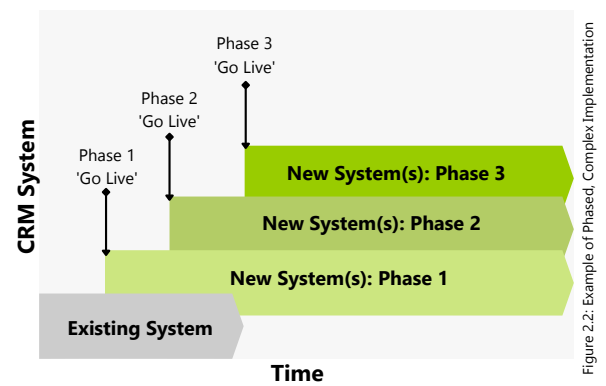 Phase 3
'Go Live'
Phase 2
'Go Live'
Phase 1
'Go Live'
New System(s): Phase 3
New System(s): Phase 2
New System(s): Phase 1
Existing System
CRM System
Time
Figure 2.2: Example of Phased, Complex Implementation